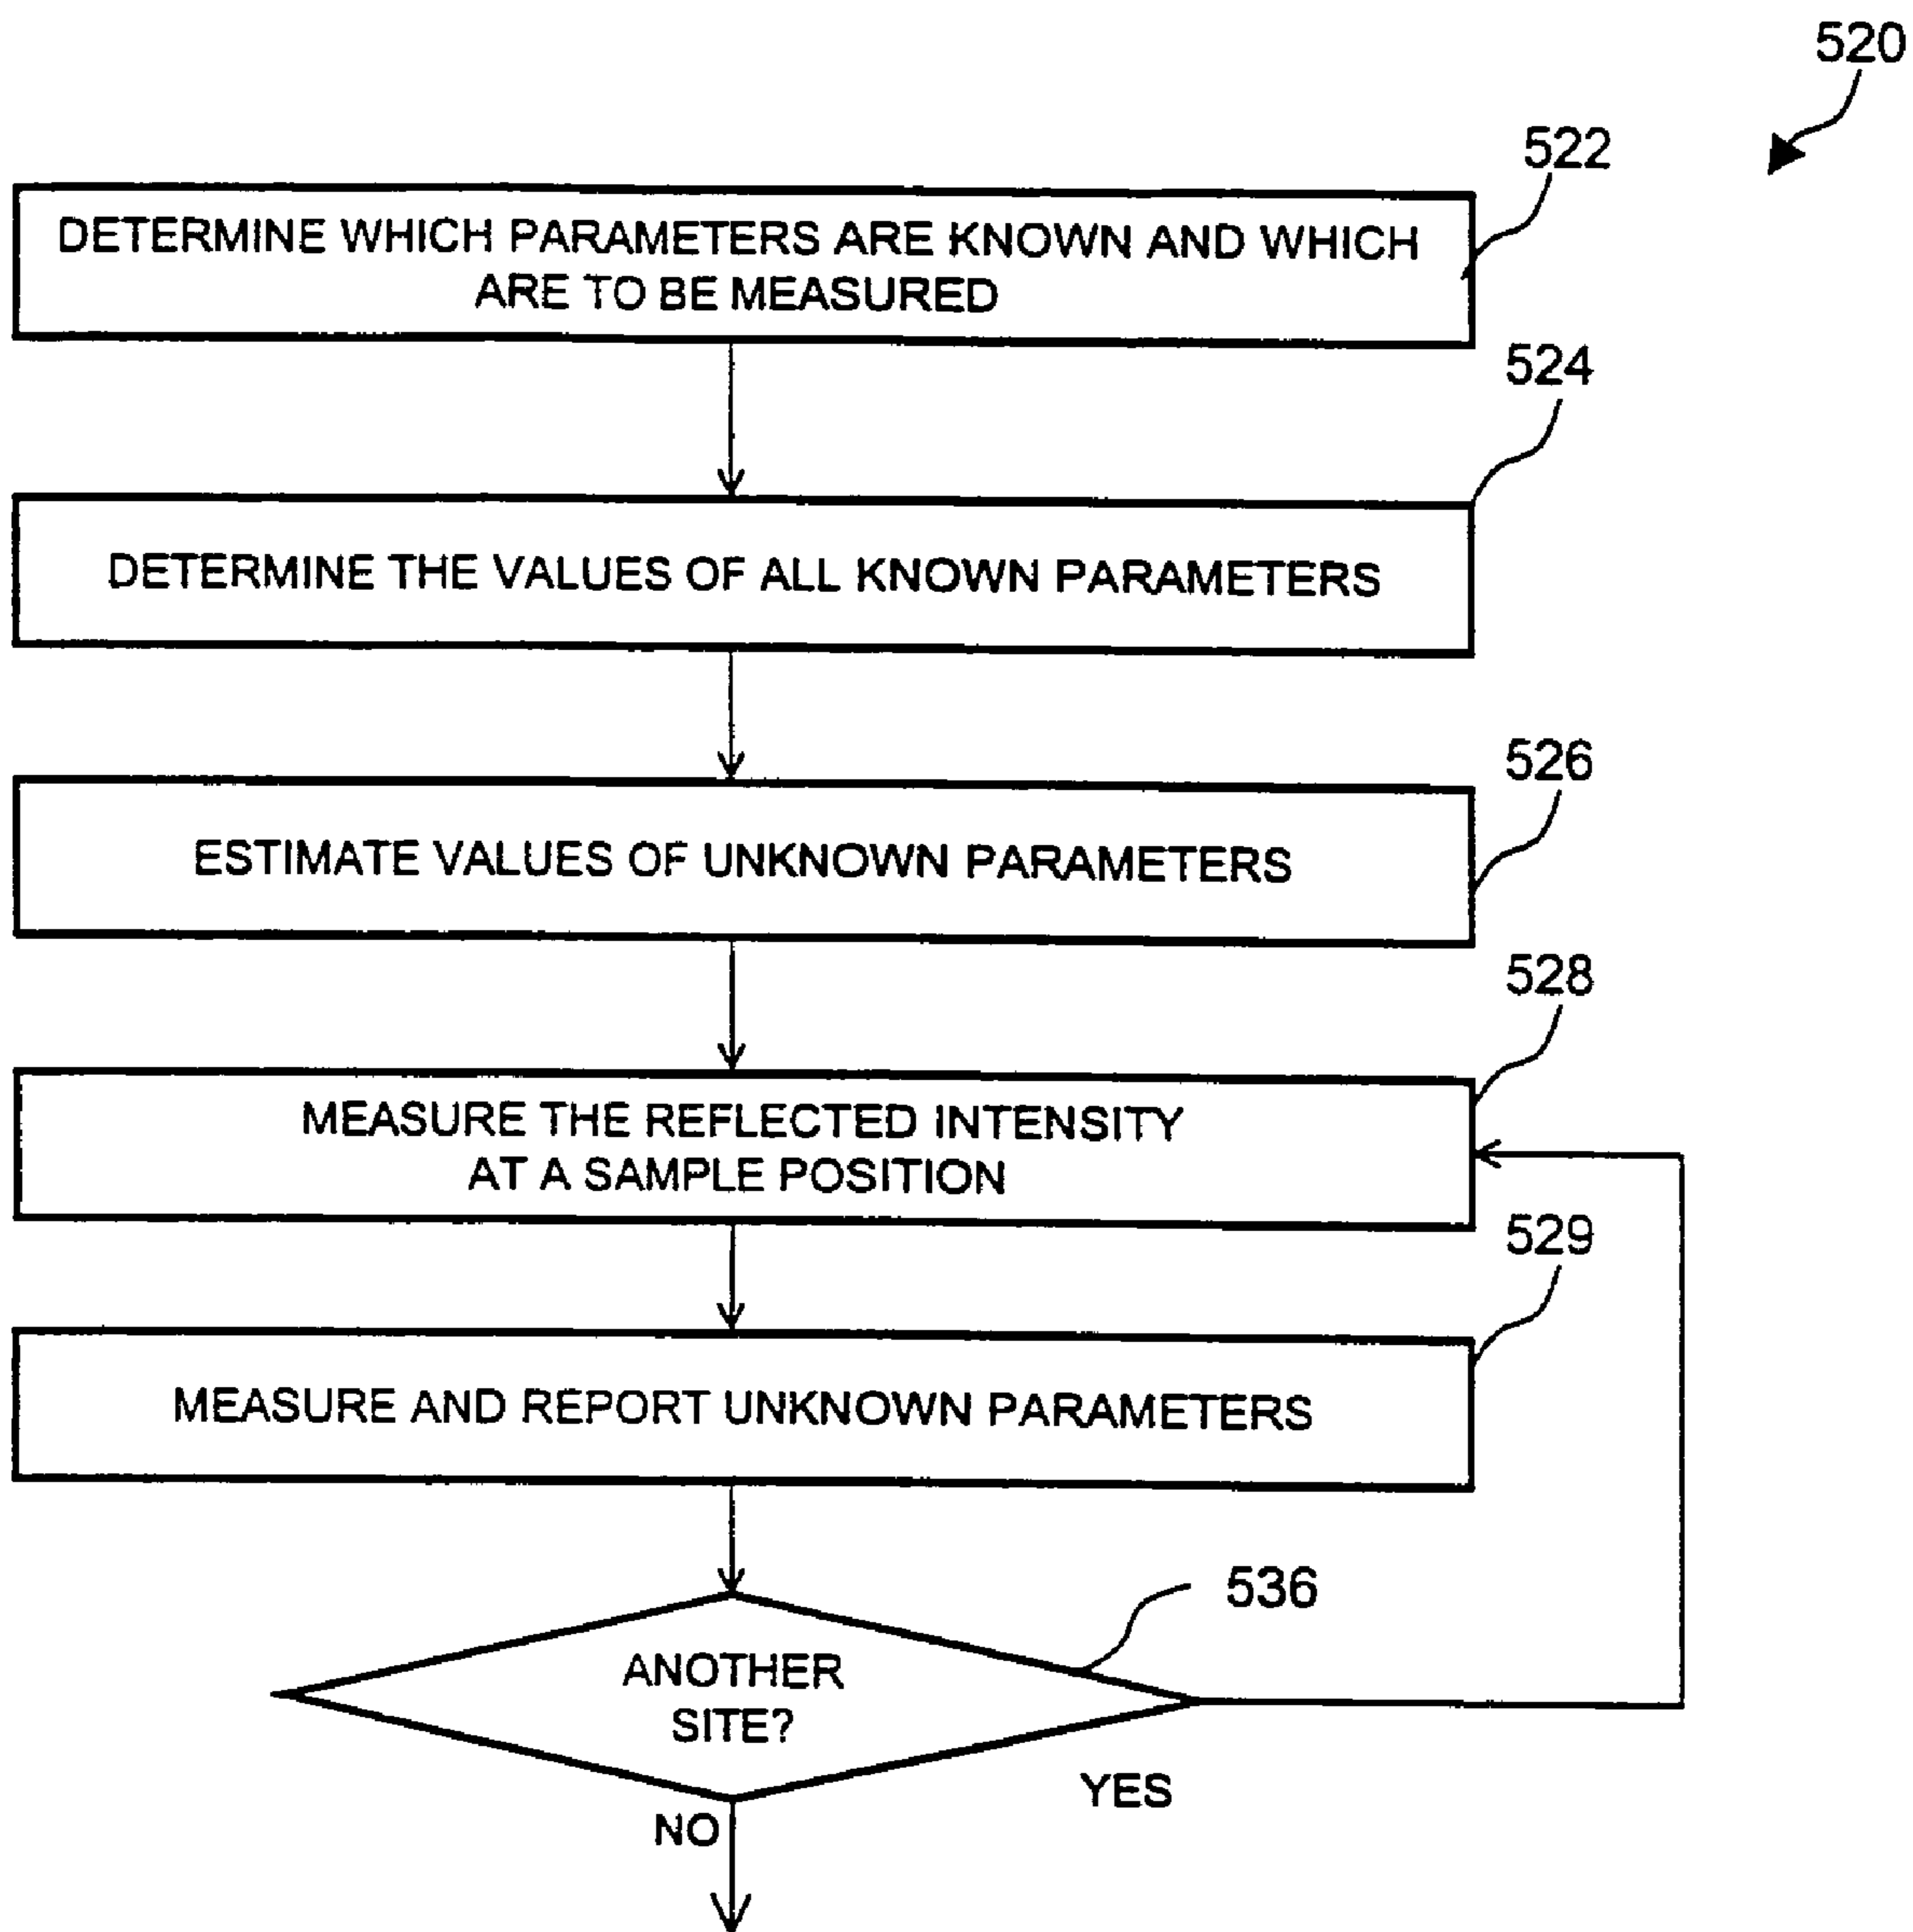 520
522
DETERMINE WHICH PARAMETERS ARE KNOWN AND WHICH
ARE TO BE MEASURED
524
DETERMINE THE VALUES OF ALL KNOWN PARAMETERS
526
ESTIMATE VALUES OF UNKNOWN PARAMETERS
528
MEASURE THE REFLECTED INTENSITY
AT A SAMPLE POSITION
529
MEASURE AND REPORT UNKNOWN PARAMETERS
536
ANOTHER
SITE?
YES
NO